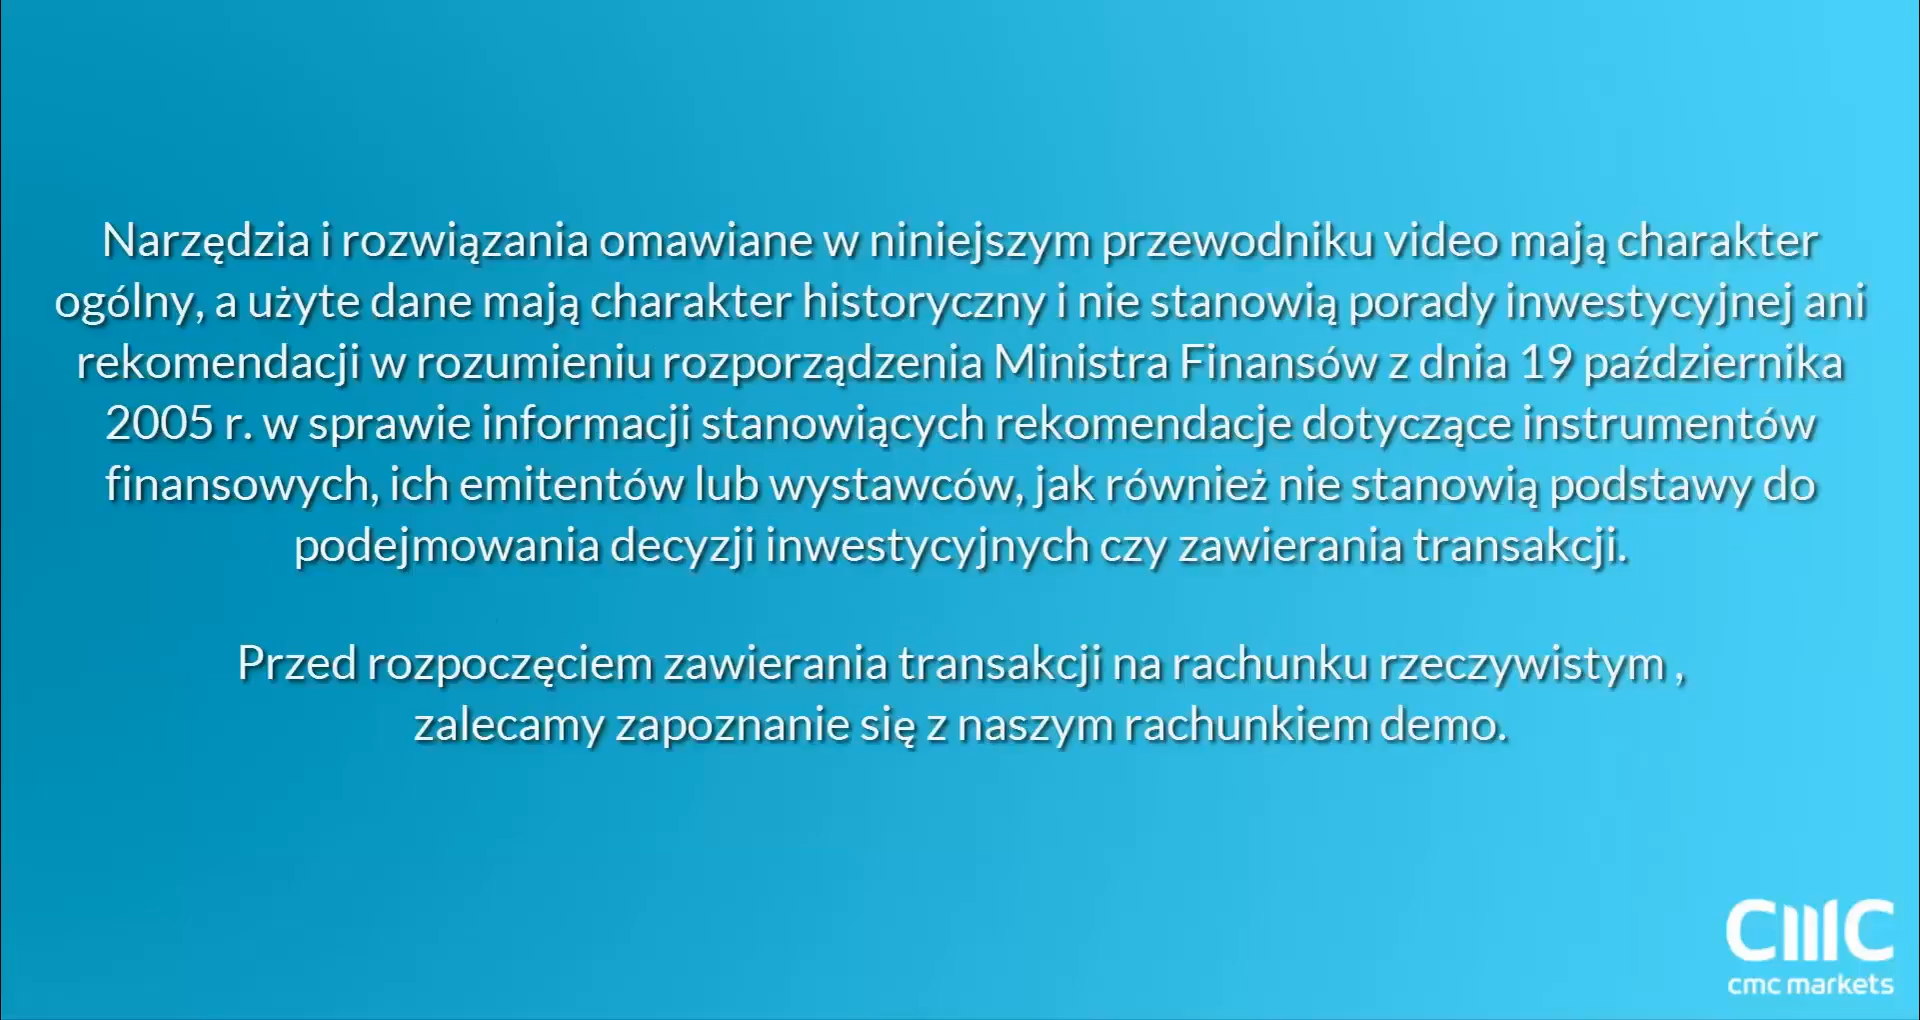 Narzędzia i rozwiązania omawiane w niniejszym przewodniku video mają charakter
ogólny, a użyte dane mają charakter historyczny i nie stanowią porady inwestycyjnej ani
rekomendacji w rozumieniu rozporządzenia Ministra Finansów z dnia 19 października
2005 r. w sprawie informacji stanowiących rekomendacje dotyczące instrumentów
finansowych, ich emitentów lub wystawców, jak również nie stanowią podstawy do
podejmowania decyzji inwestycyjnych czy zawierania transakcji.
Przed rozpoczęciem zawierania transakcji na rachunku rzeczywistym ,
zalecamy zapoznanie się z naszym rachunkiem demo.
CMC
cmc markets